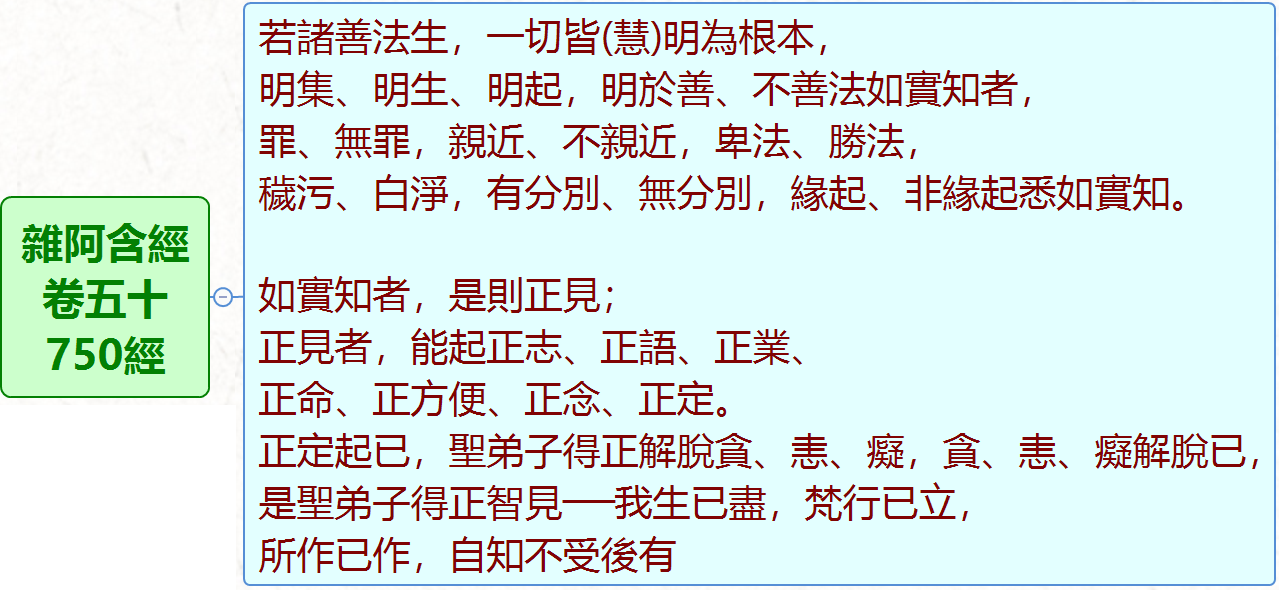 雜阿含經
卷五十
750經
若諸善法生，一切皆(慧)明為根本，
明集、明生、明起，明於善、不善法如實知者，
罪、無罪，親近、不親近，卑法、勝法，
穢污、白淨，有分別、無分別，緣起、非緣起悉如實知。
如實知者，是則正見；
正見者，能起正志、正語、正業、
正命、正方便、正念、正定。
正定起已，聖弟子得正解脫貪、恚、癡，貪、恚、癡解脫已，
是聖弟子得正智見──我生已盡，梵行已立，
所作已作，自知不受後有